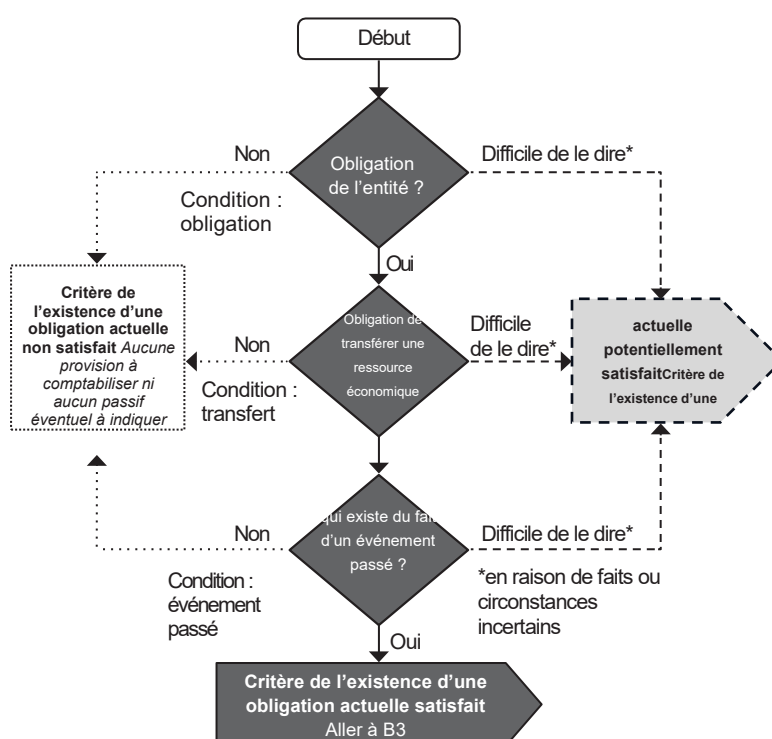 Début
Non
Obligation
de l'entité ?
Difficile de le dire*
Condition :
obligation
Oui
Critère de
l'existence d'une
obligation actuelle
non satisfait Aucune
provision à
comptabiliser ni
aucun passif
éventuel à indiquer
Non
Condition :
transfert
Obligation de
transférer une
ressource
économique
Difficile
de le dire*
actuelle
potentiellement
satisfaitCritère de
l'existence d'une
Non
Condition :
événement
passé
qui existe du fait
d'un événement
passé ?
Difficile de le dire*
*en raison de faits ou
circonstances
incertains
Oui
Critère de l'existence d'une
obligation actuelle satisfait
Aller à B3